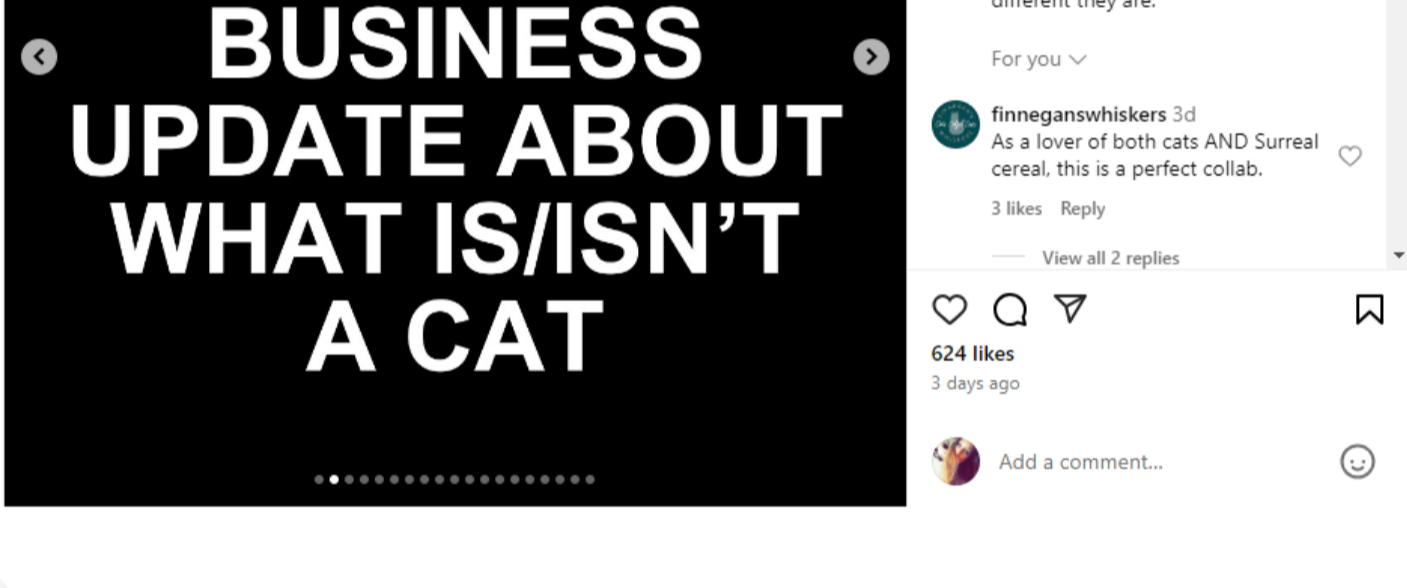 BUSINESS
UPDATE ABOUT
WHAT IS/ISN’T
A CAT
different they are.
For you
finneganswhiskers 3d
As a lover of both cats AND Surreal
cereal, this is a perfect collab.
3 likes Reply
View all 2 replies
624 likes
3 days ago
Add a comment...